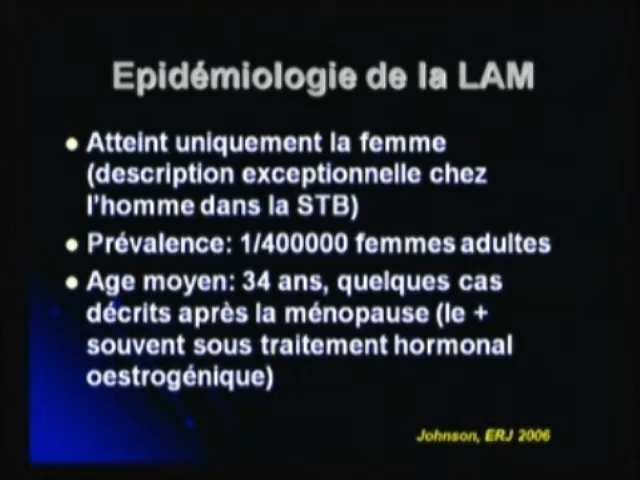 Epidémiologie de la LAM
Atteint uniquement la femme
(description exceptionnelle chez
l'homme dans la STB)
Prévalence: 1/400000 femmes adultes
Age moyen: 34 ans, quelques cas
décrits après la ménopause (le +
souvent sous traitement hormonal
oestrogénique)
Johnson, ERJ 2006